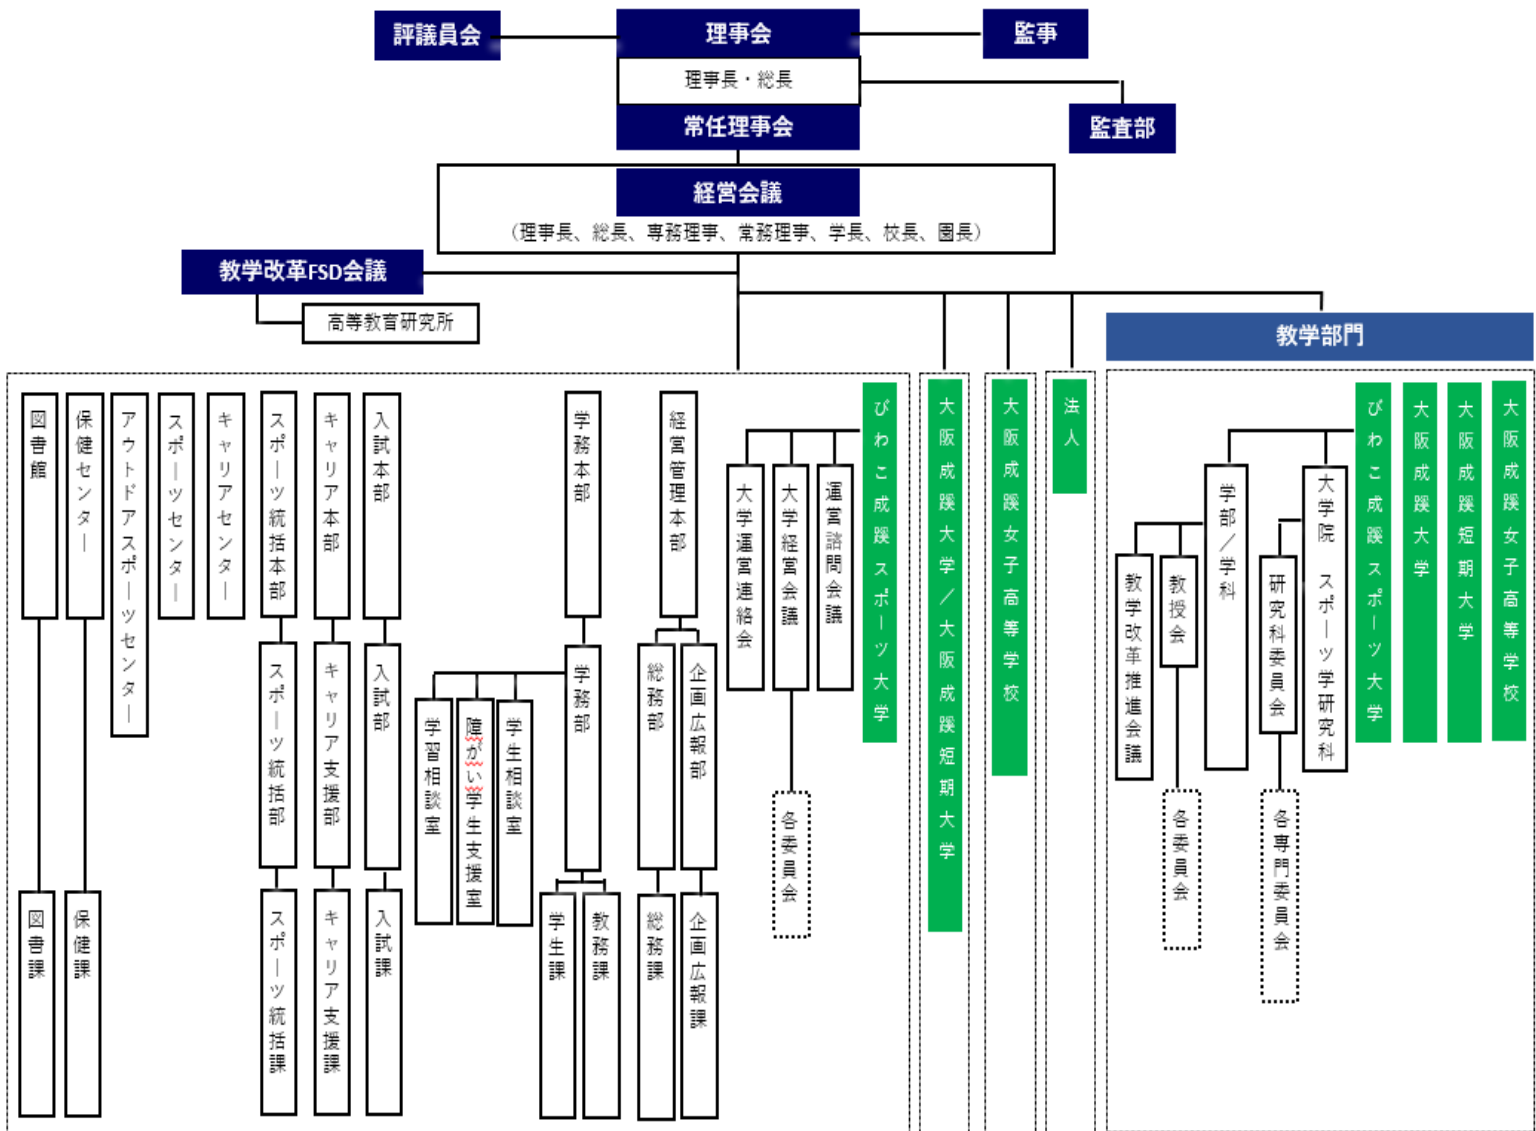 評議員会
理事会
監事
理事長・総長
常任理事会
監査部
経営会議
（理事長、総長、専務理事、常務理事、学長、校長、園長）
教学改革FSD会議
高等教育研究所
教学部門
図書館
保健センター
アウトドアスポーツセンター
スポーツセンター
キャリアセンター
スポーツ統括本部
キャリア本部
入試本部
学務本部
経営管理本部
大学運営連絡会
大学経営会議
運営諮問会議
びわこ成蹊スポーツ大学
大阪成蹊大学／大阪成蹊短期大学
大阪成蹊女子高等学校
法人
教学改革推進会議
教授会
学部／学科
研究科委員会
大学院　スポーツ学研究科
びわこ成蹊スポーツ大学
大阪成蹊大学
大阪成蹊短期大学
大阪成蹊女子高等学校
スポーツ統括部
キャリア支援部
入試部
学習相談室
障がい学生支援室
学生相談室
学務部
総務部
企画広報部
各委員会
各委員会
各専門委員会
図書課
保健課
スポーツ統括課
キャリア支援課
入試課
学生課
教務課
総務課
企画広報課